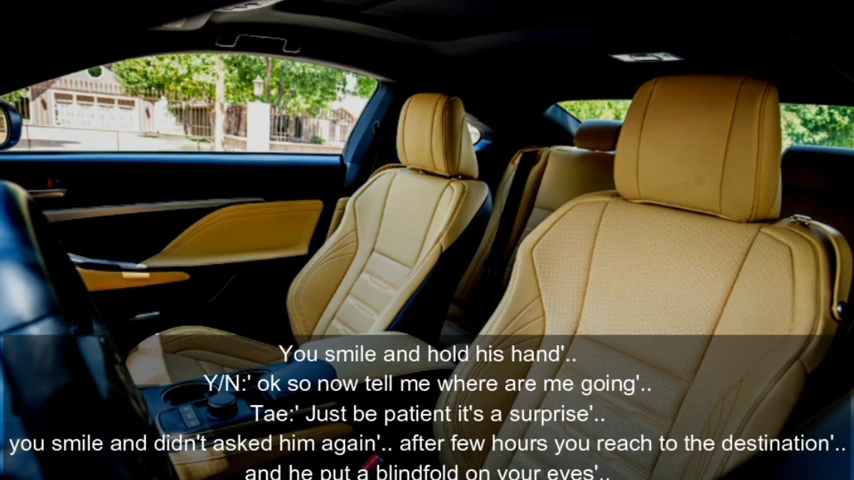 You smile and hold his hand'..
Y/N:' ok so now tell me where are me going'..
Tae:' Just be patient it's a surprise'..
you smile and didn't asked him again'.. after few hours you reach to the destination'..
and he put a blindfold on your eyes'..